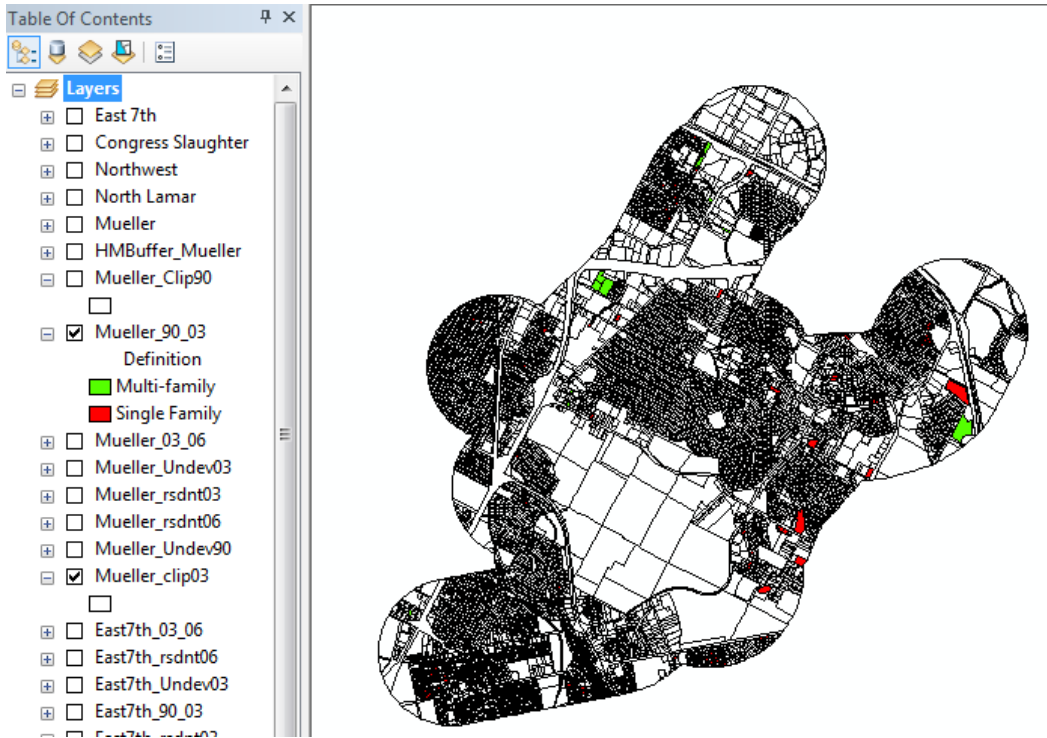 Table Of Contents
Layers
East 7th
Congress Slaughter
Northwest
North Lamar
Mueller
HMBuffer_Mueller
Mueller_Clip90
Mueller_90_03
Definition
Multi-family
Single Family
Mueller_03_06
Mueller_Undev03
Mueller_rsdnt03
Mueller_rsdnt06
Mueller_Undev90
Mueller_clip03
East7th_03_06
East7th_rsdnt06
East7th_Undev03
East7th_90_03